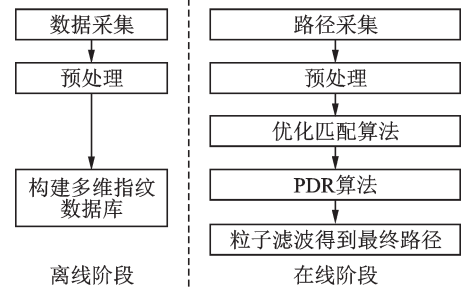 数据采集
预处理
构建多维指纹
数据库
离线阶段
路径采集
预处理
优化匹配算法
PDR算法
粒子滤波得到最终路径
在线阶段